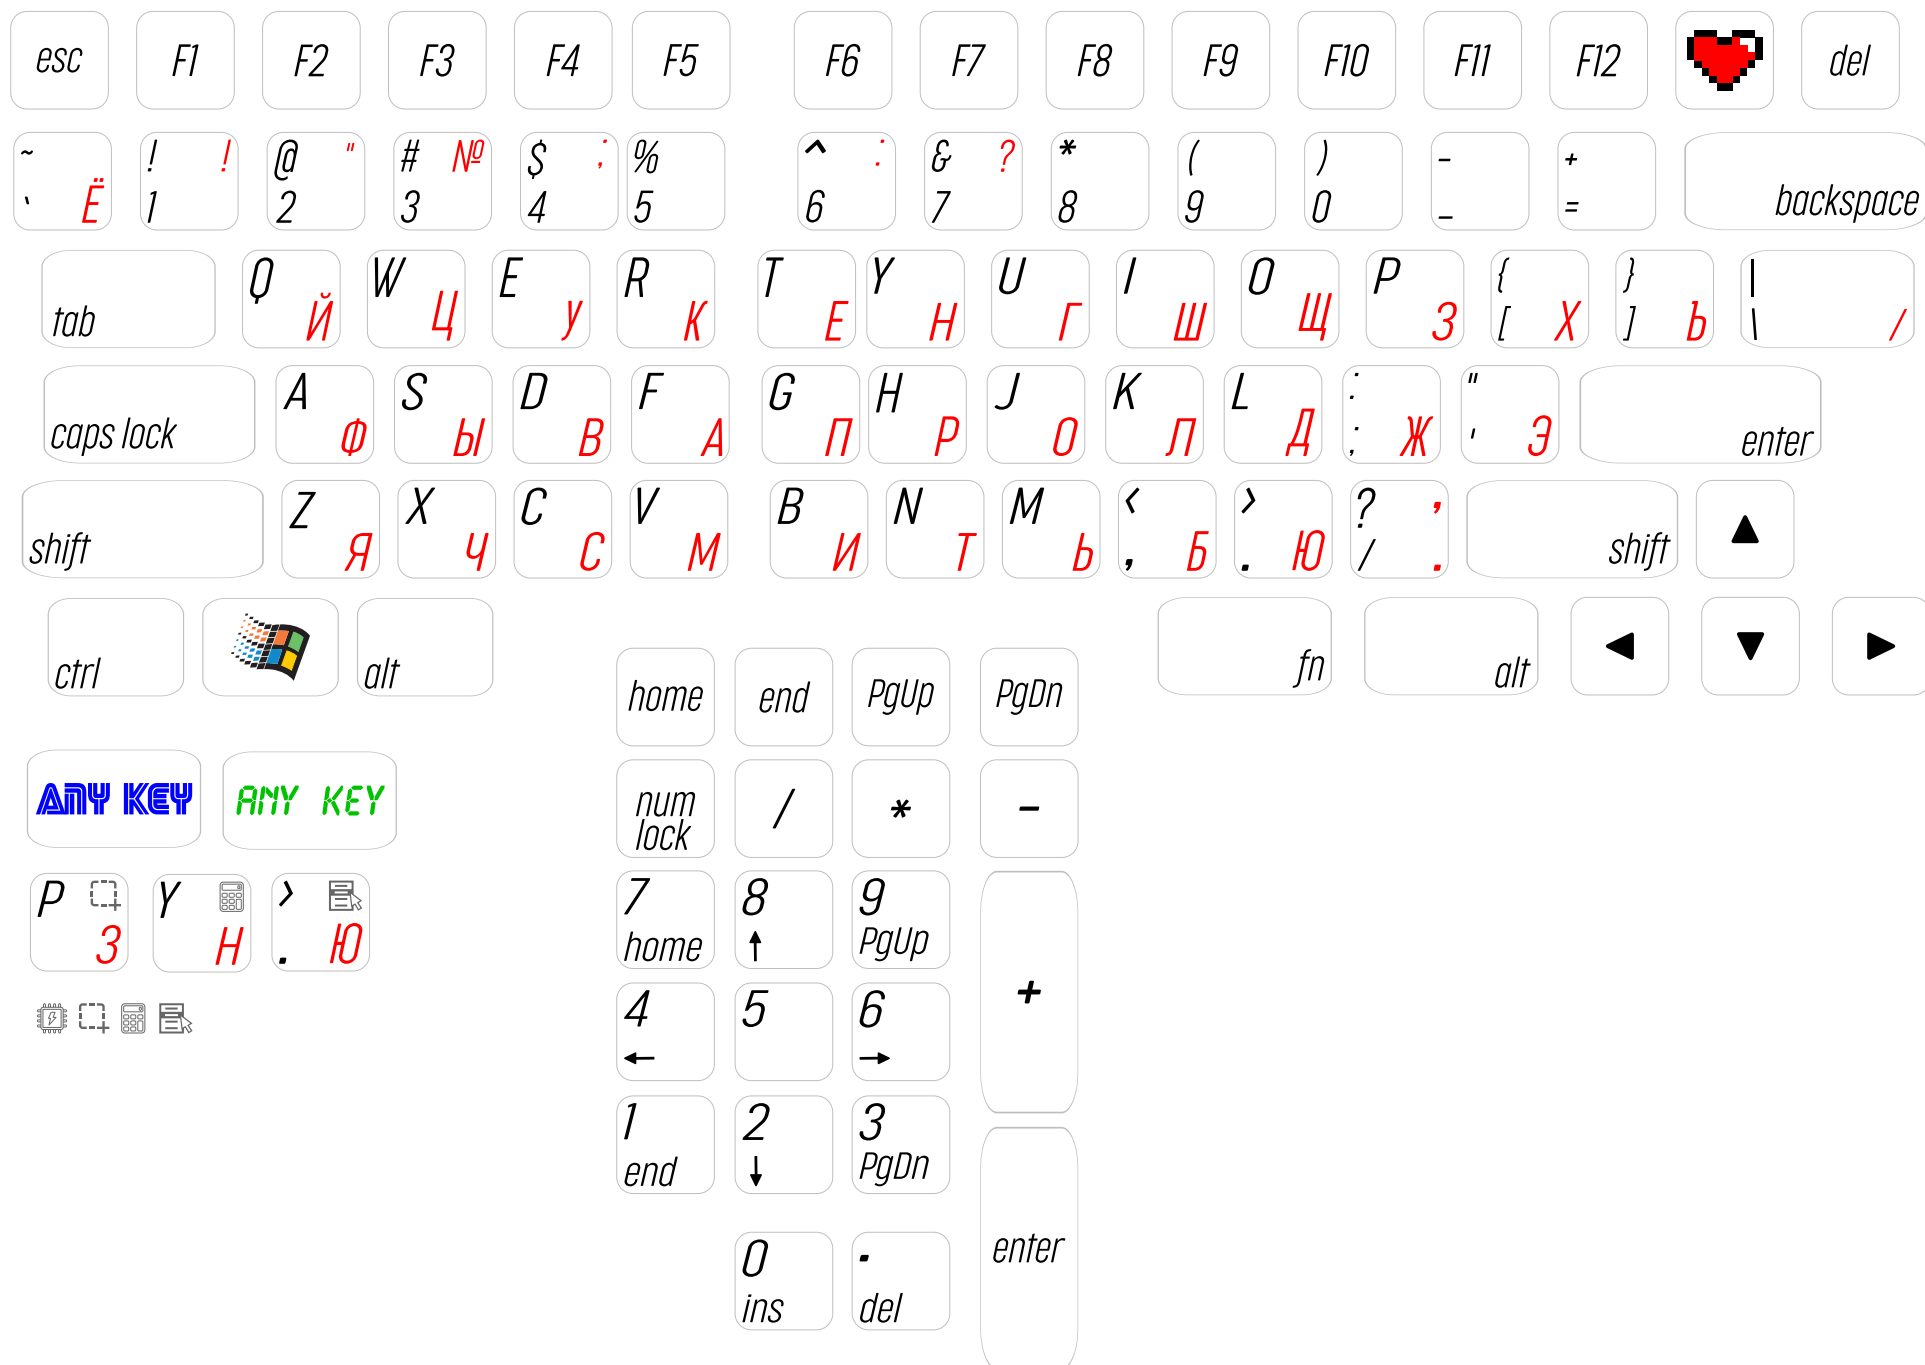 esc F1 F2 F3 F4 F5 F6 F7 F8 F9 F10 F11 F12 del
~ ! ! @ " # № $ ; % ^ : & ? * ( ) – +
` Ё 1 2 3 4 5 6 7 8 9 0 _ = backspace
Q W E R T Y U I O P { } |
tab Й Ц У К Е Н Г Ш Щ З [ Х ] Ъ \ /
A S D F G H J K L : "
caps lock Ф Ы В А П Р О Л Д ; Ж ' Э enter
Z X C V B N M < > ? ,
shift Я Ч С М И Т , Б . Ю / . shift
Ь
ctrl alt fn alt
home end PgUp PgDn
ANY KEY ANY KEY
num / * –
lock
P Y >
З Н . Ю
7 8 9
home ↑ PgUp
+
4 5 6
← →
1 2 3
end ↓ PgDn
enter
0 .
ins del